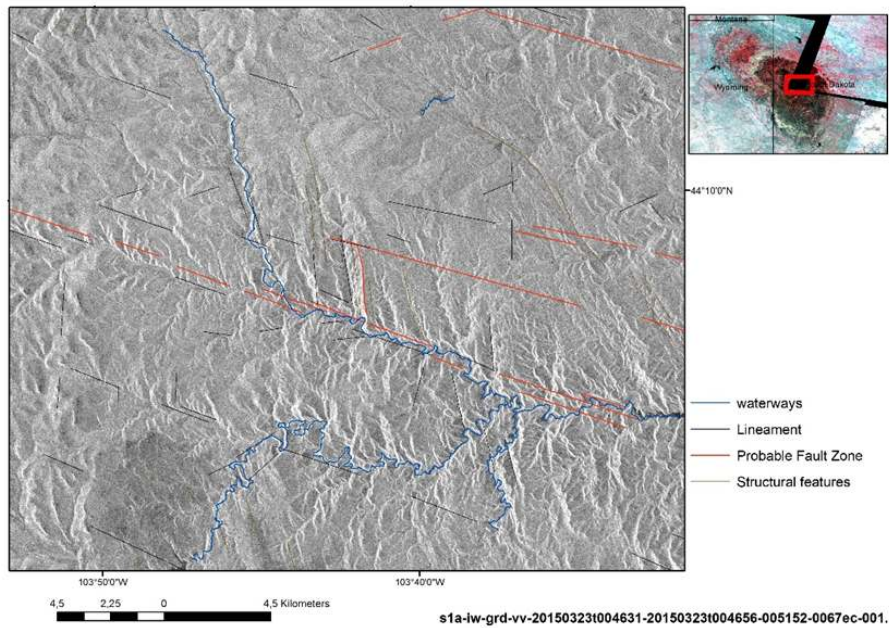 Montana
Wyoming
Dakota
44°10'0"N
waterways
Lineament
Probable Fault Zone
Structural features
103°50'0"W
103°40'0"W
4,5 2,25 0 4,5 Kilometers
s1a-iw-grd-vv-20150323t004631-20150323t004656-005152-0067ec-001.